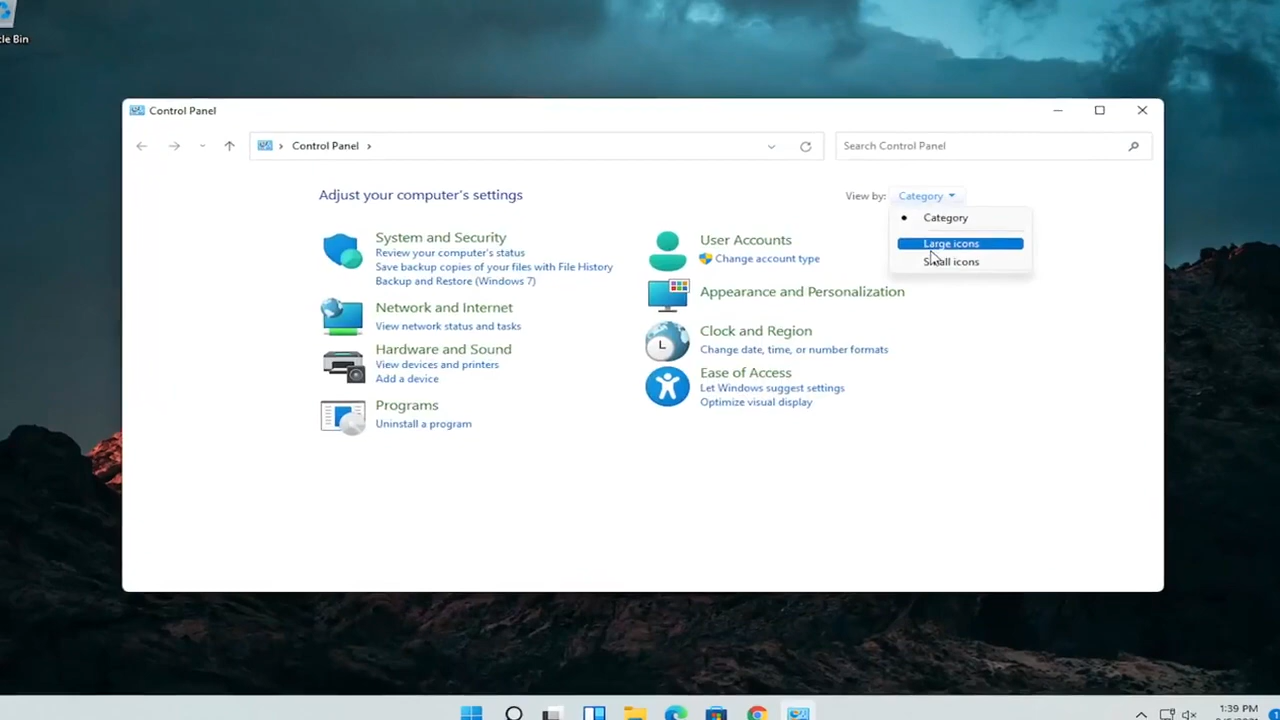 cle Bin
Control Panel
Control Panel
Search Control Panel
Adjust your computer's settings
View by:
Category
Category
Large icons
Small icons
System and Security
Review your computer's status
Save backup copies of your files with File History
Backup and Restore (Windows 7)
Network and Internet
View network status and tasks
Hardware and Sound
View devices and printers
Add a device
Programs
Uninstall a program
User Accounts
Change account type
Appearance and Personalization
Clock and Region
Change date, time, or number formats
Ease of Access
Let Windows suggest settings
Optimize visual display
1:39 PM